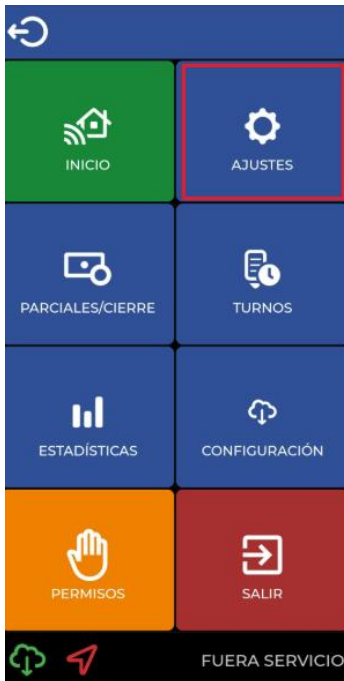 INICIO
AJUSTES
PARCIALES/CIERRE
TURNOS
ESTADÍSTICAS
CONFIGURACIÓN
PERMISOS
SALIR
FUERA SERVICIO